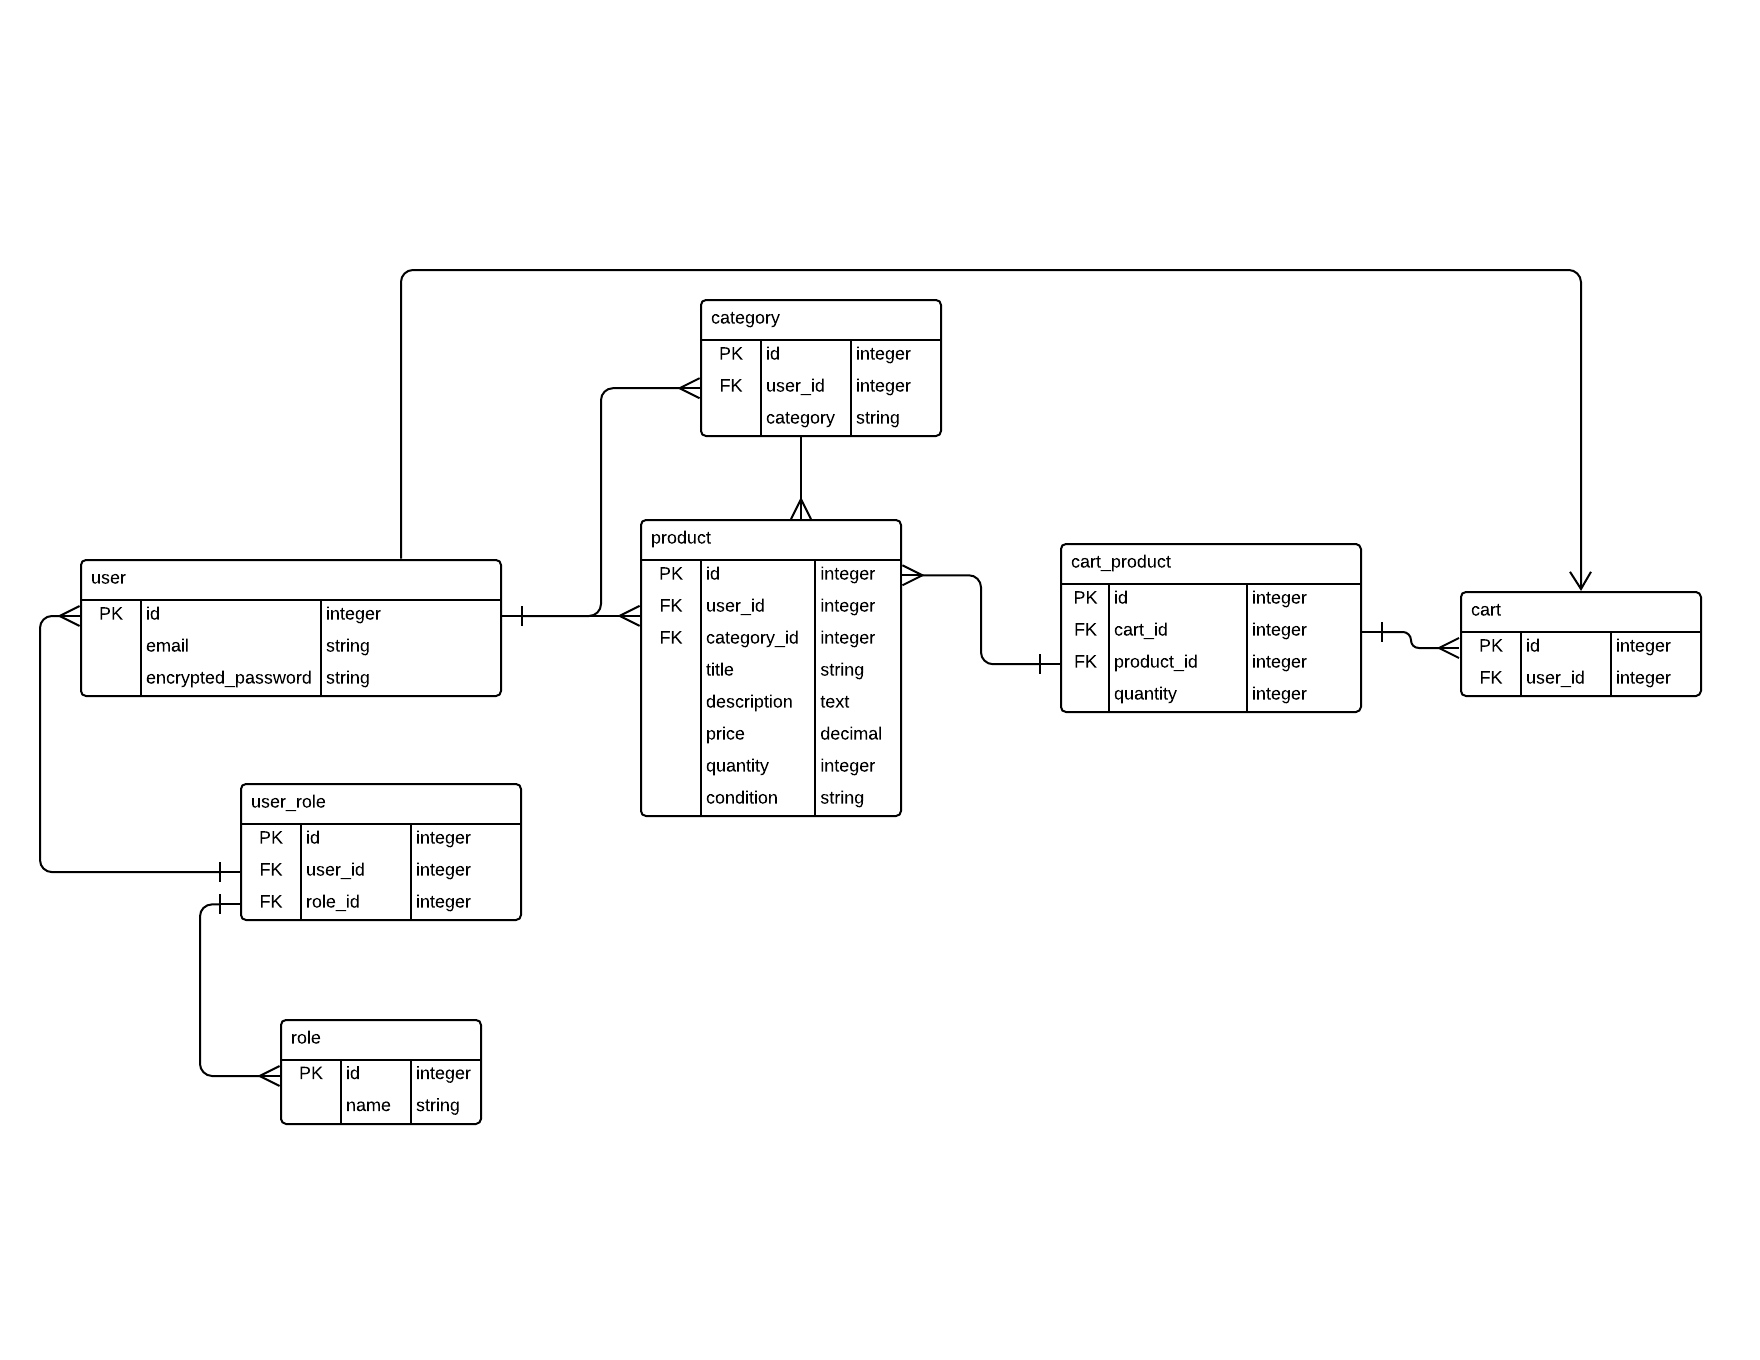 category
PK id integer
FK user_id integer
category string
user
PK id integer
email string
encrypted_password string
product
PK id integer
FK user_id integer
FK category_id integer
title string
description text
price decimal
quantity integer
condition string
cart_product
PK id integer
FK cart_id integer
FK product_id integer
quantity integer
cart
PK id integer
FK user_id integer
user_role
PK id integer
FK user_id integer
FK role_id integer
role
PK id integer
name string